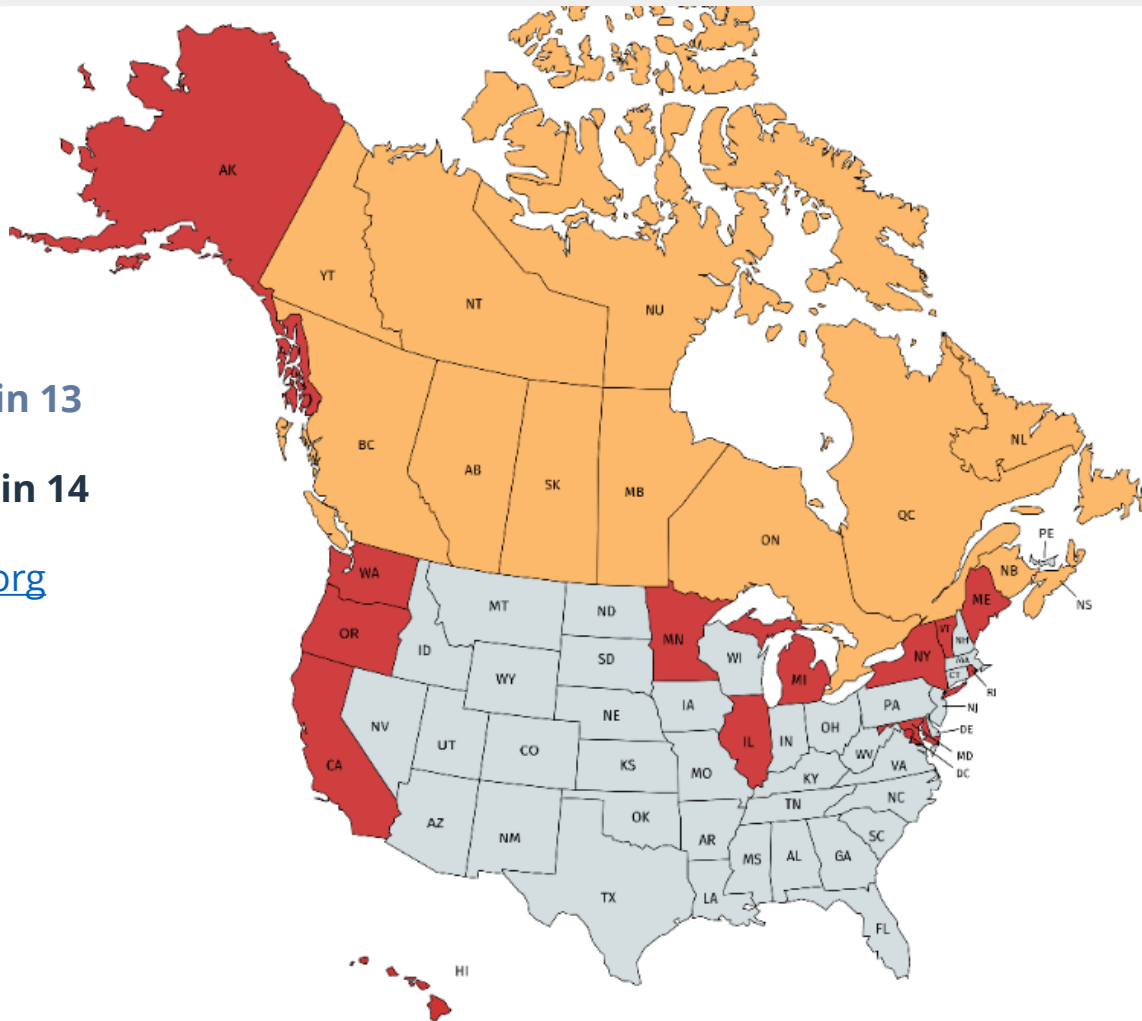 AK
YT
NT
NU
in 13
BC
AB
SK
MB
ON
QC
NL
in 14
PE
NB
NS
org
WA
OR
CA
MT
ID
WY
NV
UT
CO
AZ
NM
ND
SD
NE
KS
OK
TX
MN
IA
MO
AR
LA
WI
IL
MI
IN
OH
KY
TN
MS
AL
GA
FL
SC
NC
VA
WV
PA
NY
VT
NH
ME
MA
CT
RI
NJ
DE
MD
DC
HI